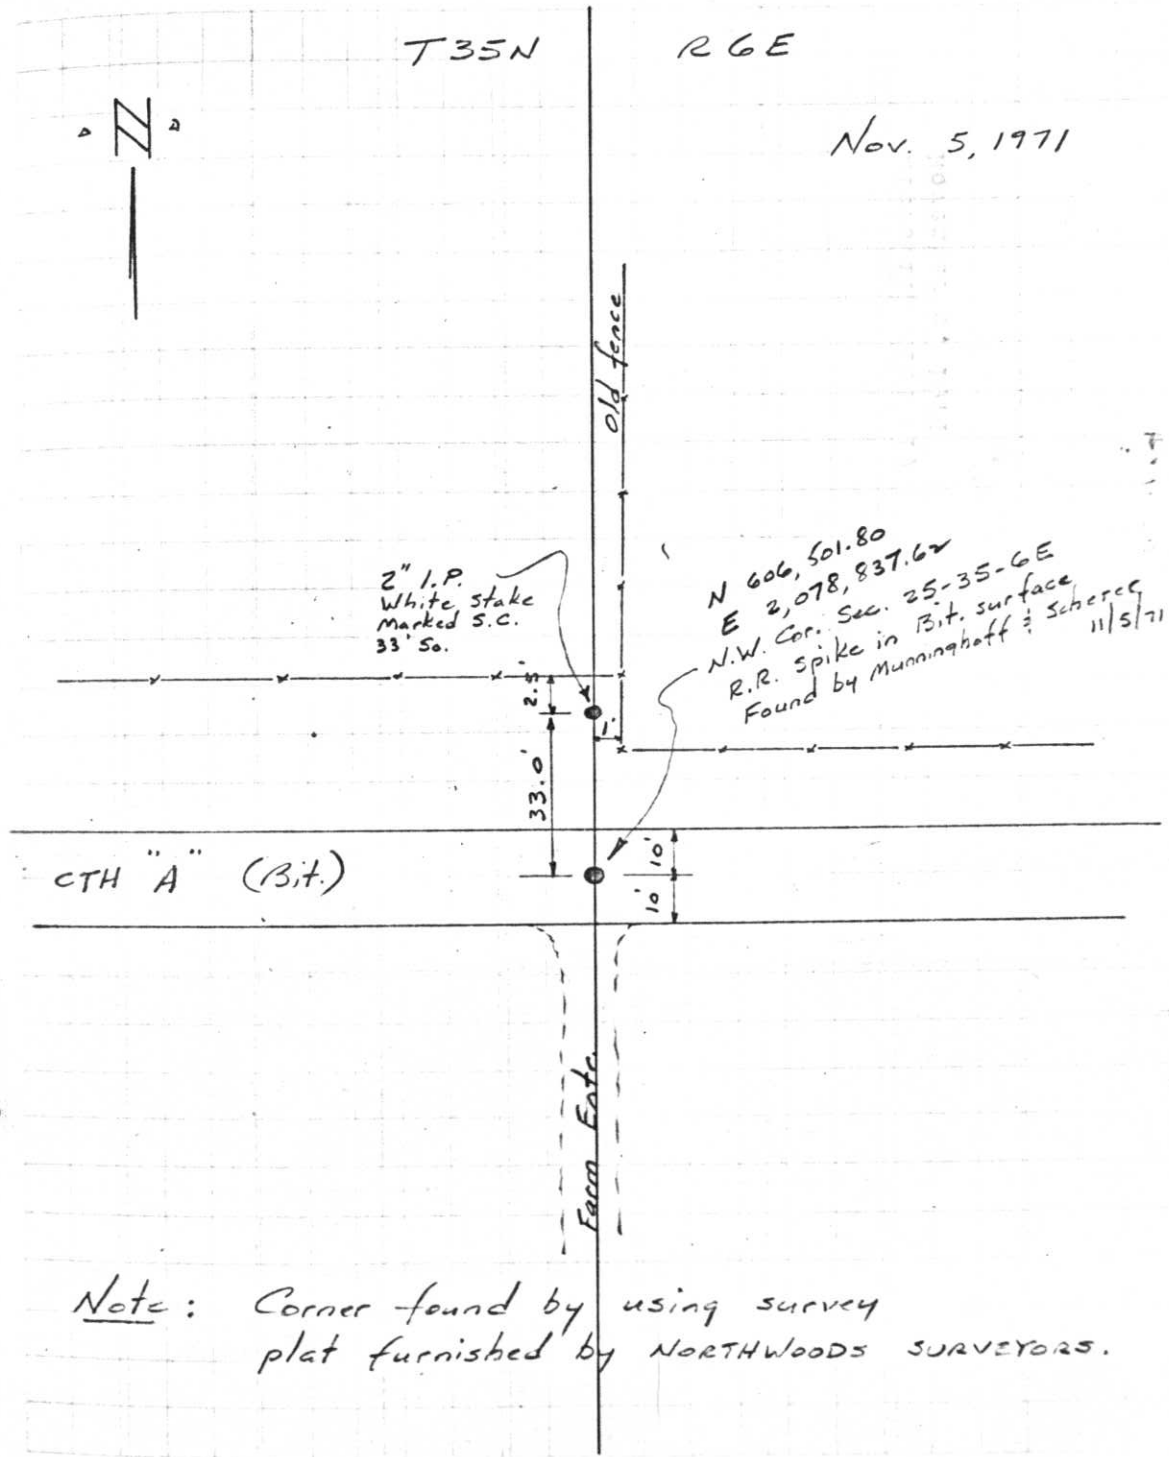 T35N R6E
N
Nov. 5, 1971
Old fence
2" I.P.
White stake
Marked S.C.
33' So.
N 606,501.80
E 2,078,837.62
N.W. Cor. Sec. 25-35-6E
R.R. Spike in Bit. surface
Found by Munninghoff & Scherer
11/5/71
2.5'
1'
33.0'
10'
10'
CTH "A" (Bit.)
Farm Entr.
Note: Corner found by using survey
plat furnished by NORTHWOODS SURVEYORS.